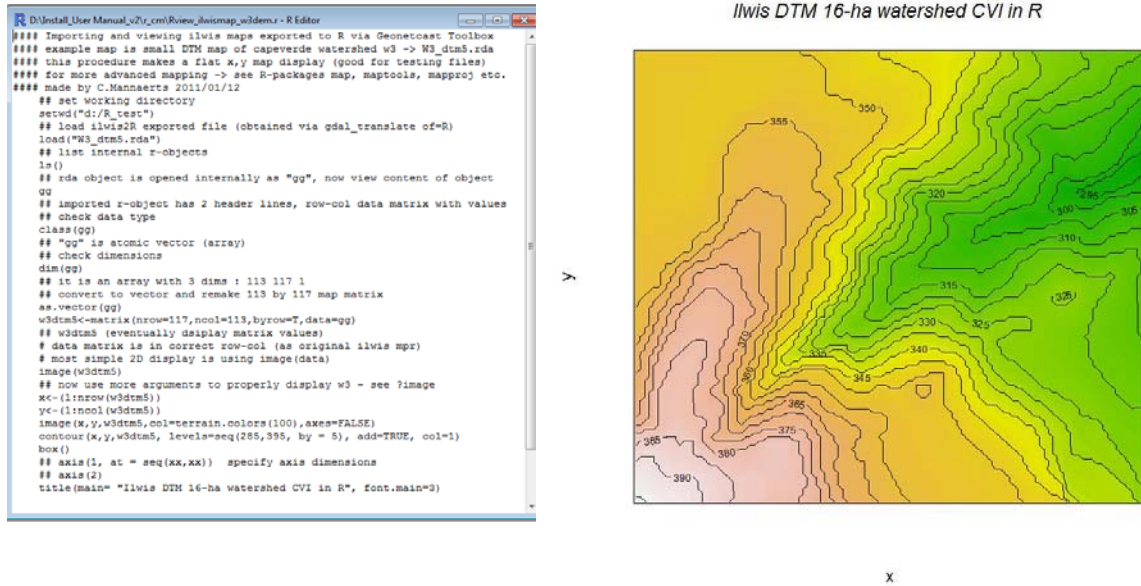 D:\Install_User Manual_v2\r_cm\Rview_ilwismap_w3dem.r - R Editor
#### Importing and viewing ilwis maps exported to R via Geonetcast Toolbox
#### example map is small DTM map of capeverde watershed w3 -> W3_dtm5.rda
#### this procedure makes a flat x,y map display (good for testing files)
#### for more advanced mapping -> see R-packages map, maptools, mapproj etc.
#### made by C.Mannaerts 2011/01/12
## set working directory
setwd("d:/R_test")
## load ilwis2R exported file (obtained via gdal_translate of=R)
load("W3_dtm5.rda")
## list internal r-objects
ls()
## rda object is opened internally as "gg", now view content of object
gg
## imported r-object has 2 header lines, row-col data matrix with values
## check data type
class(gg)
## "gg" is atomic vector (array)
## check dimensions
dim(gg)
## it is an array with 3 dims : 113 117 1
## convert to vector and remake 113 by 117 map matrix
as.vector(gg)
w3dtm5<-matrix(nrow=117,ncol=113,byrow=T,data=gg)
## w3dtm5 (eventually dsiplay matrix values)
# data matrix is in correct row-col (as original ilwis mpr)
# most simple 2D display is using image(data)
image(w3dtm5)
## now use more arguments to properly display w3 - see ?image
x<-(1:nrow(w3dtm5))
y<-(1:ncol(w3dtm5))
image(x,y,w3dtm5,col=terrain.colors(100),axes=FALSE)
contour(x,y,w3dtm5, levels=seq(285,395, by = 5), add=TRUE, col=1)
box()
## axis(1, at = seq(xx,xx)) specify axis dimensions
## axis(2)
title(main= "Ilwis DTM 16-ha watershed CVI in R", font.main=3)
Ilwis DTM 16-ha watershed CVI in R
350
355
320
295
300
305
310
315
325
330
325
335
340
345
370
360
365
375
380
385
390
y
x